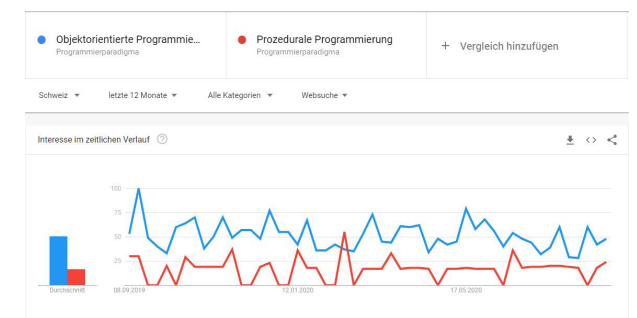 Objektorientierte Programmie...
Programmierparadigma
Prozedurale Programmierung
Programmierparadigma
+ Vergleich hinzufügen
Schweiz
letzte 12 Monate
Alle Kategorien
Websuche
Interesse im zeitlichen Verlauf
100
75
50
25
Durchschnitt
08.09.2019
12.01.2020
17.05.2020